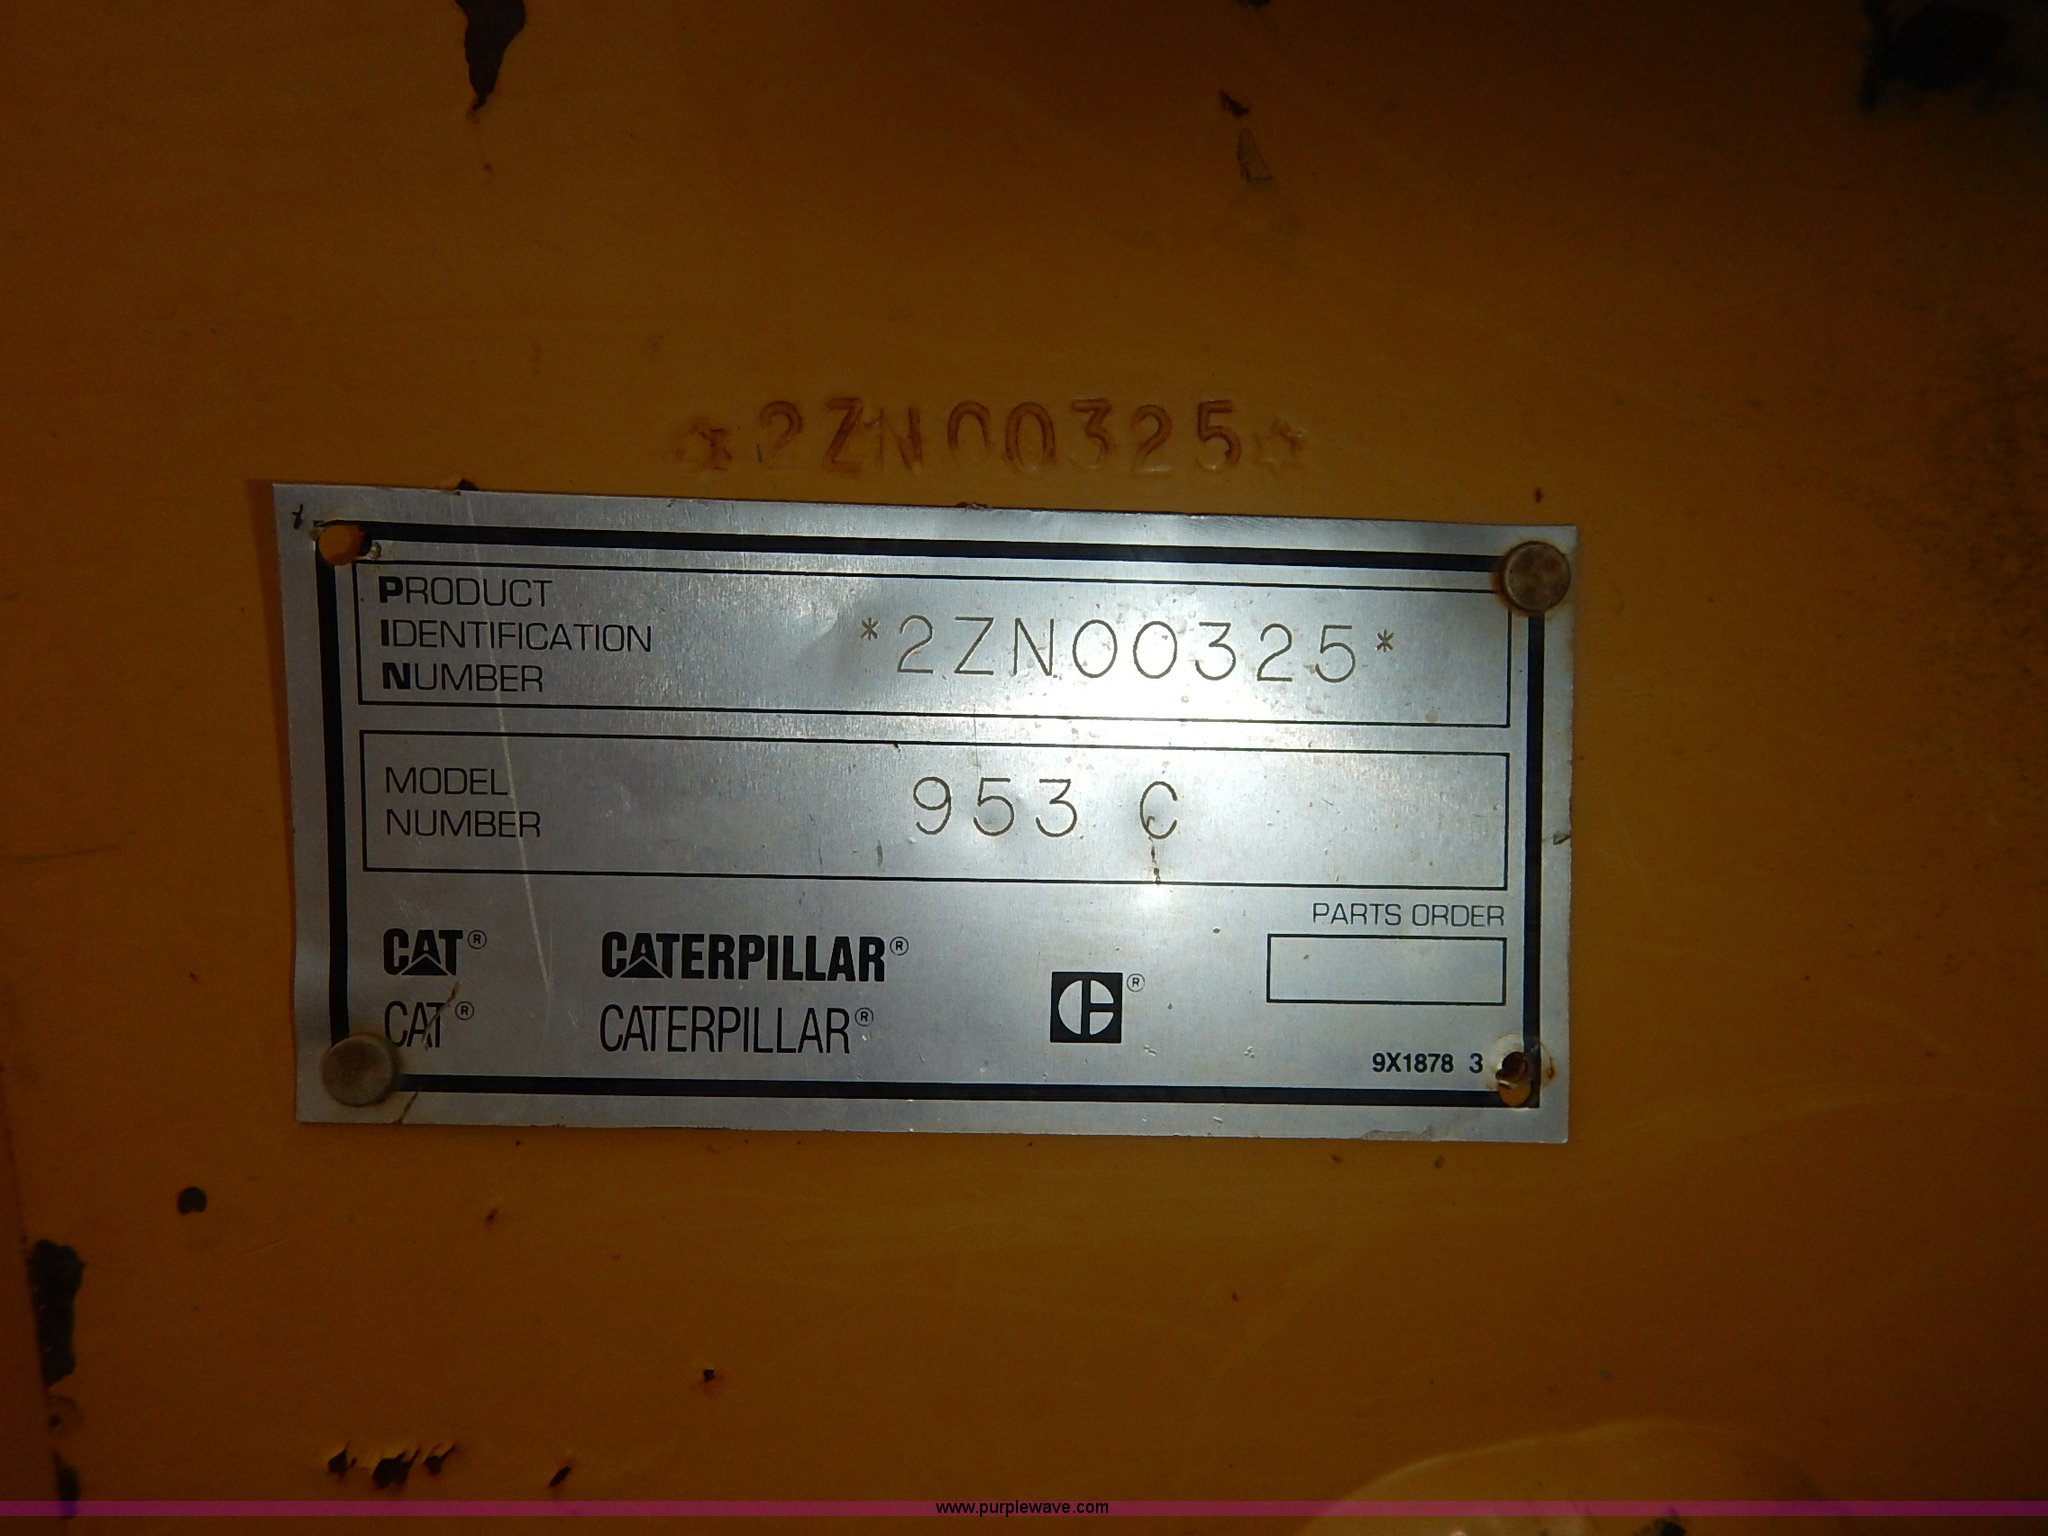 ☆2ZN00325☆
PRODUCT
IDENTIFICATION
NUMBER
*2ZN00325*
MODEL
NUMBER
953 C
PARTS ORDER
CAT® CATERPILLAR®
CAT® CATERPILLAR®
C®
9X1878 3
www.purplewave.com